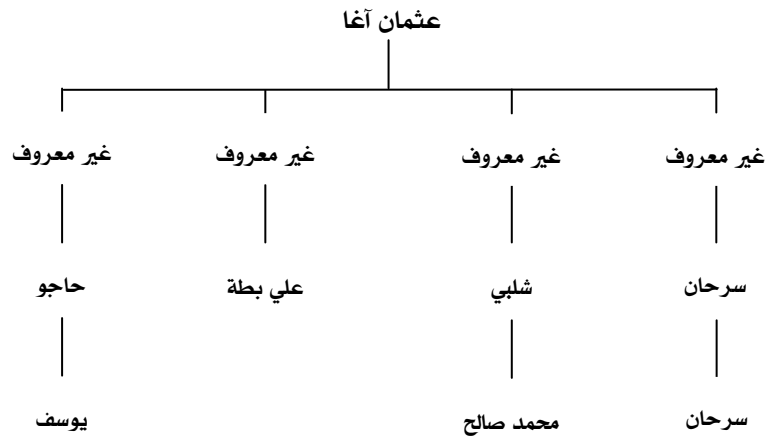 عثمان آغا
غير معروف غير معروف غير معروف غير معروف
سرحان شلبي علي بطة حاجو
سرحان محمد صالح يوسف